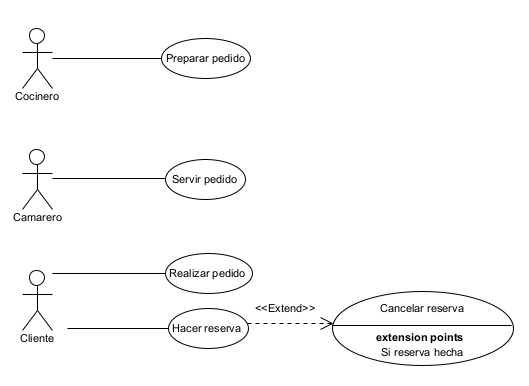 Preparar pedido
Cocinero
Servir pedido
Camarero
Realizar pedido
<<Extend>>
Cancelar reserva
Hacer reserva
Cliente
extension points
Si reserva hecha